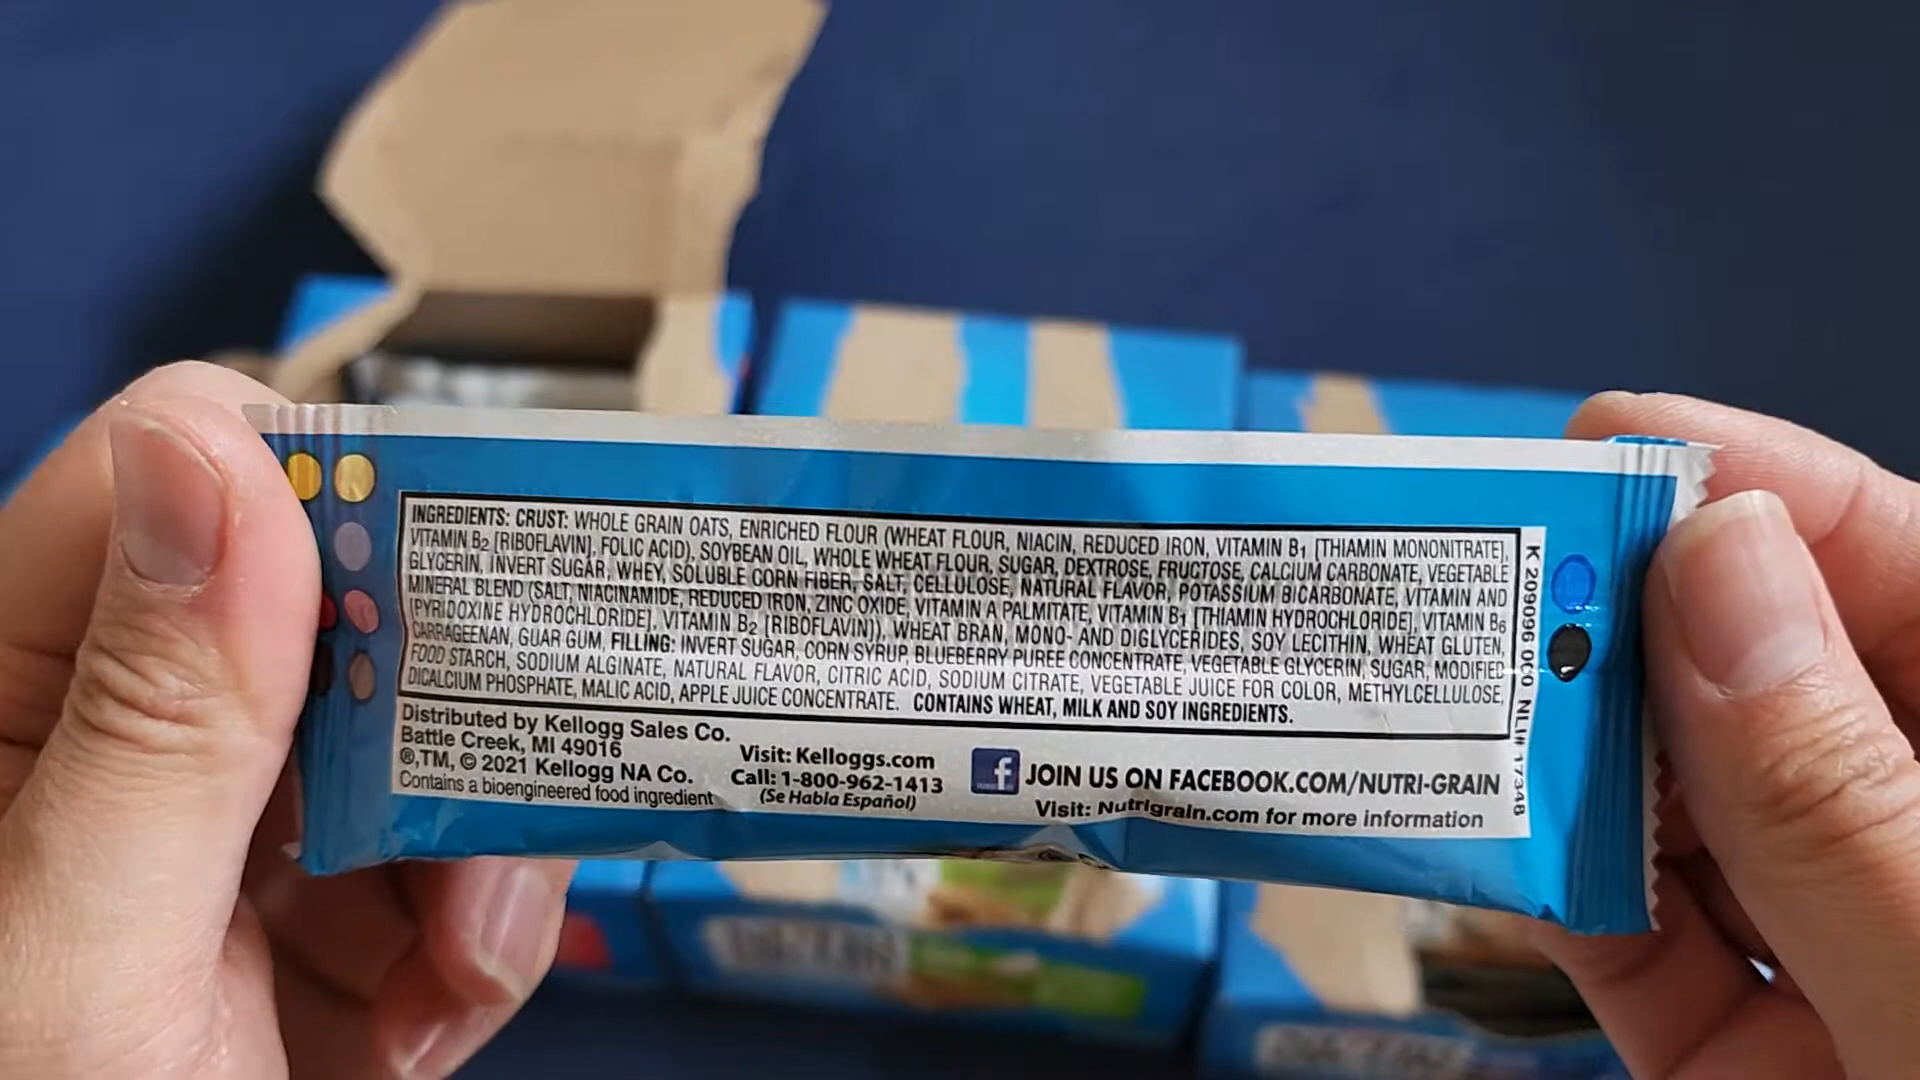 INGREDIENTS: CRUST: WHOLE GRAIN OATS, ENRICHED FLOUR (WHEAT FLOUR, NIACIN, REDUCED IRON, VITAMIN B1 [THIAMIN MONONITRATE],
VITAMIN B2 [RIBOFLAVIN], FOLIC ACID), SOYBEAN OIL, WHOLE WHEAT FLOUR, SUGAR, DEXTROSE, FRUCTOSE, CALCIUM CARBONATE, VEGETABLE
GLYCERIN, INVERT SUGAR, WHEY, SOLUBLE CORN FIBER, SALT, CELLULOSE, NATURAL FLAVOR, POTASSIUM BICARBONATE, VITAMIN AND
MINERAL BLEND (SALT, NIACINAMIDE, REDUCED IRON, ZINC OXIDE, VITAMIN A PALMITATE, VITAMIN B1 [THIAMIN HYDROCHLORIDE], VITAMIN B6
[PYRIDOXINE HYDROCHLORIDE], VITAMIN B2 [RIBOFLAVIN]), WHEAT BRAN, MONO- AND DIGLYCERIDES, SOY LECITHIN, WHEAT GLUTEN,
CARRAGEENAN, GUAR GUM, FILLING: INVERT SUGAR, CORN SYRUP, BLUEBERRY PUREE CONCENTRATE, VEGETABLE GLYCERIN, SUGAR, MODIFIED
FOOD STARCH, SODIUM ALGINATE, NATURAL FLAVOR, CITRIC ACID, SODIUM CITRATE, VEGETABLE JUICE FOR COLOR, METHYLCELLULOSE,
DICALCIUM PHOSPHATE, MALIC ACID, APPLE JUICE CONCENTRATE. CONTAINS WHEAT, MILK AND SOY INGREDIENTS.
Distributed by Kellogg Sales Co.
Battle Creek, MI 49016
®,TM, © 2021 Kellogg NA Co.
Contains a bioengineered food ingredient
Visit: Kelloggs.com
Call: 1-800-962-1413
(Se Habla Español)
f JOIN US ON FACEBOOK.COM/NUTRI-GRAIN
Visit: Nutrigrain.com for more information
K 209096 0C0 NLI# 17348